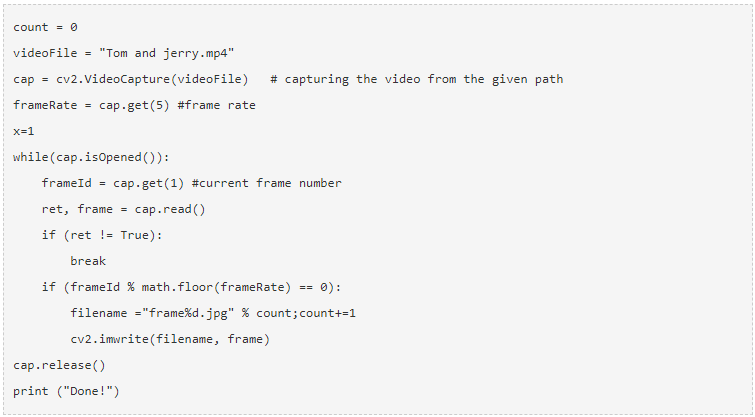 count = 0
videoFile = "Tom and jerry.mp4"
cap = cv2.VideoCapture(videoFile)   # capturing the video from the given path
frameRate = cap.get(5) #frame rate
x=1
while(cap.isOpened()):
    frameId = cap.get(1) #current frame number
    ret, frame = cap.read()
    if (ret != True):
        break
    if (frameId % math.floor(frameRate) == 0):
        filename ="frame%d.jpg" % count;count+=1
        cv2.imwrite(filename, frame)
cap.release()
print ("Done!")